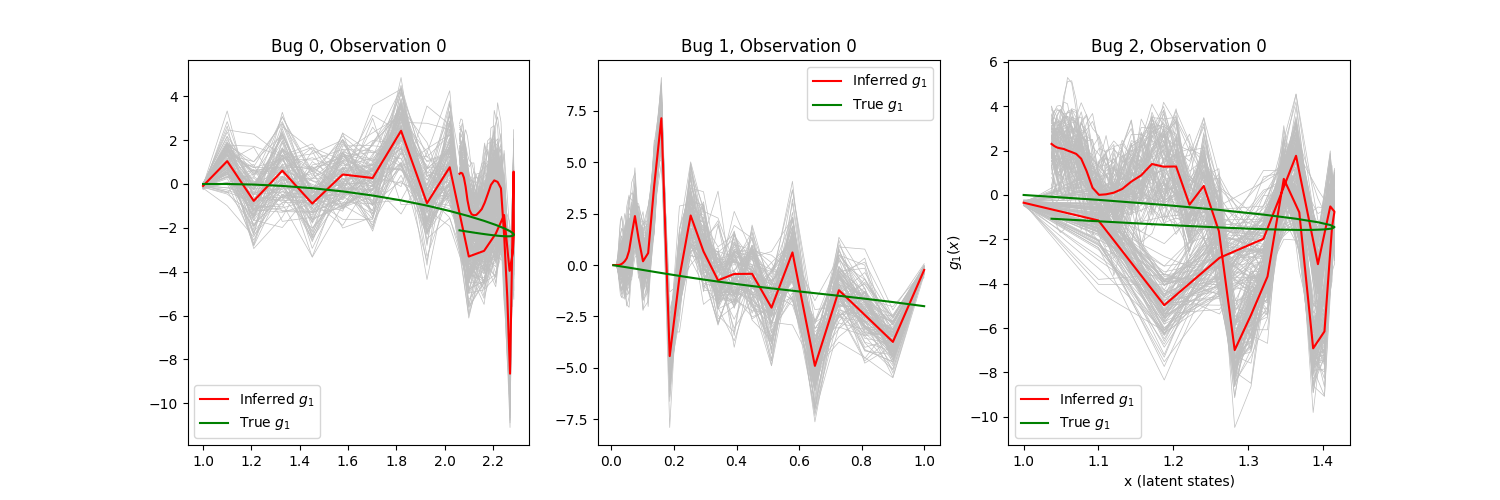 Bug 0, Observation 0
4
2
0
−2
−4
−6
−8
−10
1.0 1.2 1.4 1.6 1.8 2.0 2.2
Inferred g₁
True g₁
Bug 1, Observation 0
7.5
5.0
2.5
0.0
−2.5
−5.0
−7.5
0.0 0.2 0.4 0.6 0.8 1.0
Inferred g₁
True g₁
Bug 2, Observation 0
g₁(x)
6
4
2
0
−2
−4
−6
−8
−10
1.0 1.1 1.2 1.3 1.4
x (latent states)
Inferred g₁
True g₁